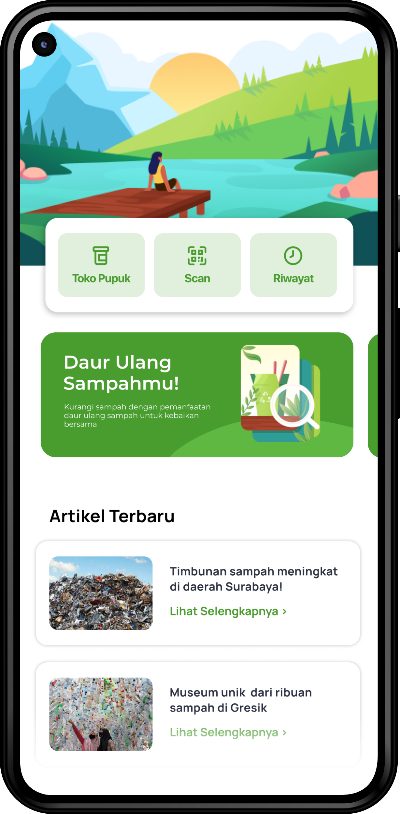 Toko Pupuk
Scan
Riwayat
Daur Ulang
Sampahmu!
Kurangi sampah dengan pemanfaatan
daur ulang sampah untuk kebaikan
bersama
Artikel Terbaru
Timbunan sampah meningkat
di daerah Surabaya!
Lihat Selengkapnya ›
Museum unik dari ribuan
sampah di Gresik
Lihat Selengkapnya ›